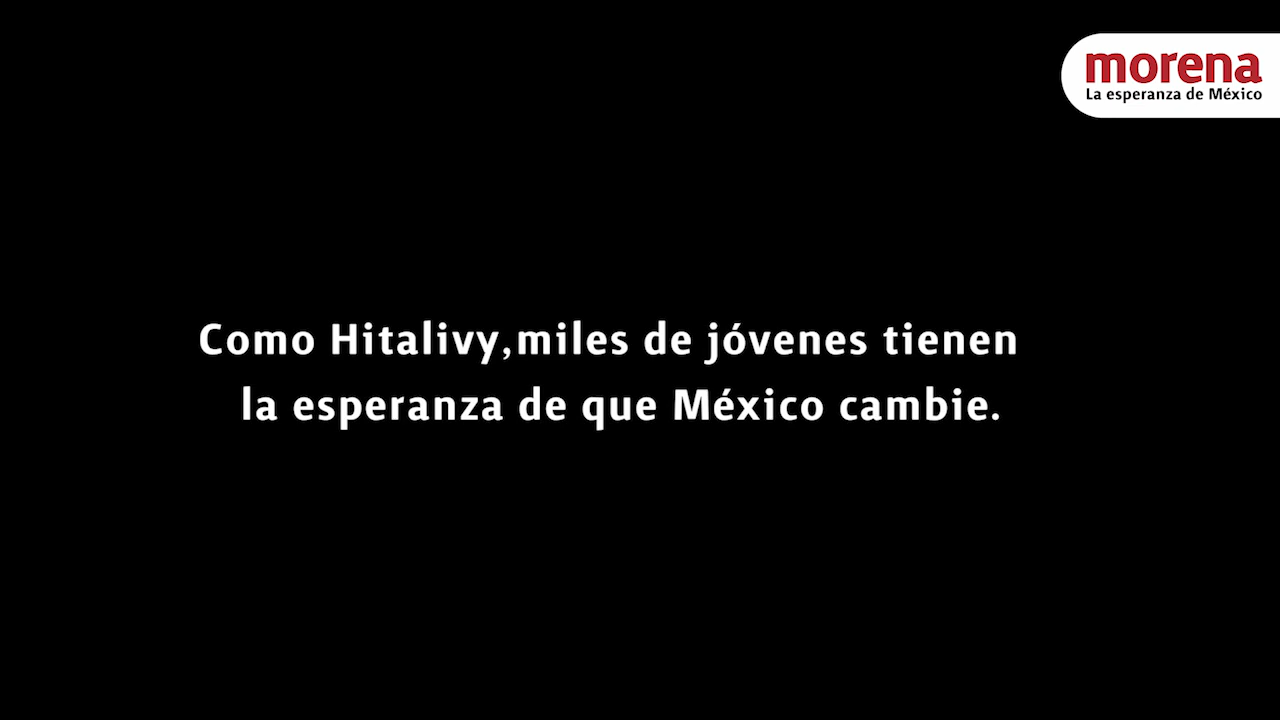 morena
La esperanza de México
Como Hitalivy,miles de jóvenes tienen
la esperanza de que México cambie.